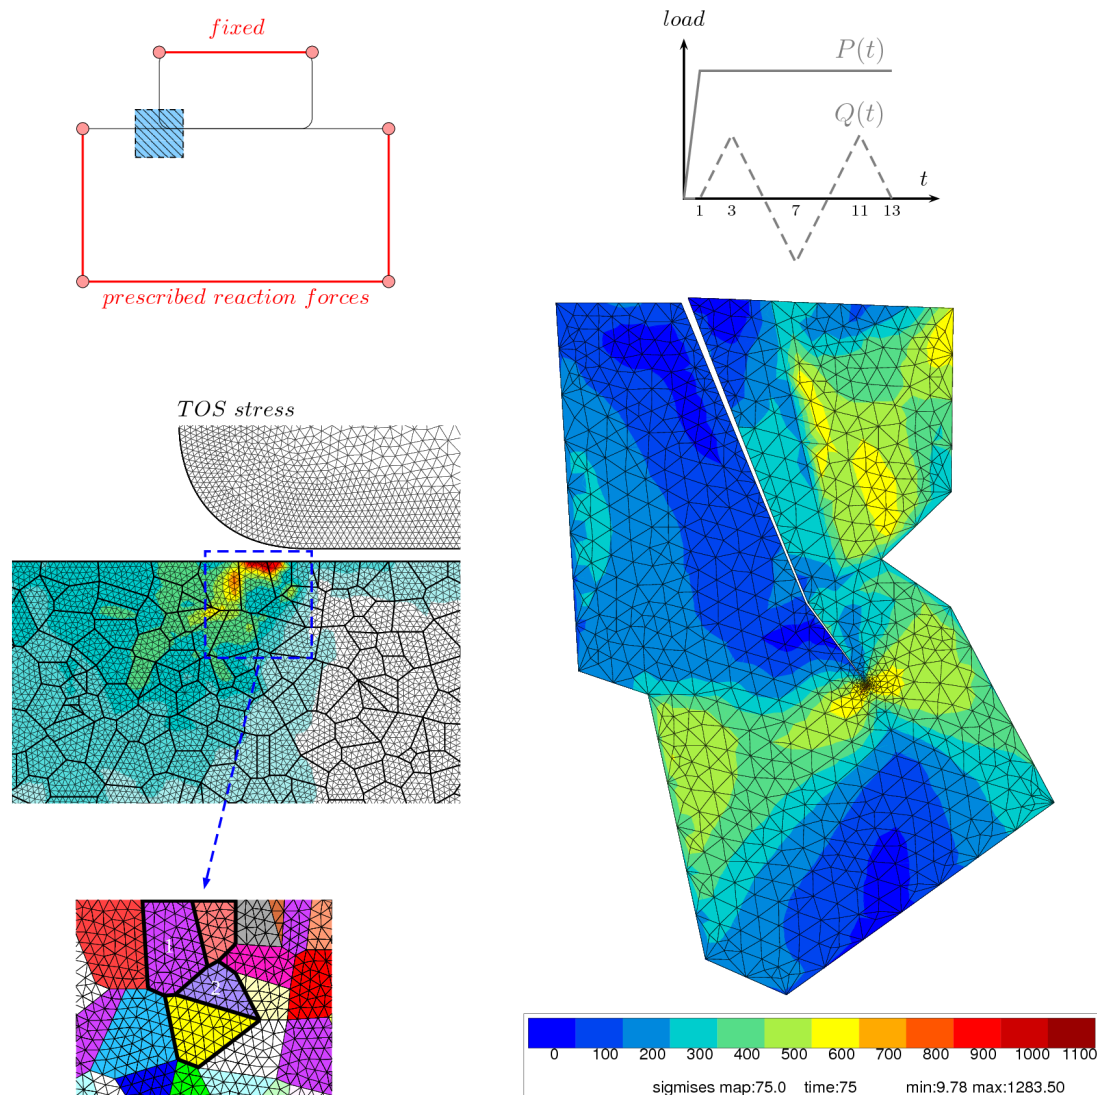 fixed
prescribed reaction forces
load
P(t)
Q(t)
t
1 3 7 11 13
TOS stress
1
2
0 100 200 300 400 500 600 700 800 900 1000 1100
sigmises map:75.0 time:75 min:9.78 max:1283.50